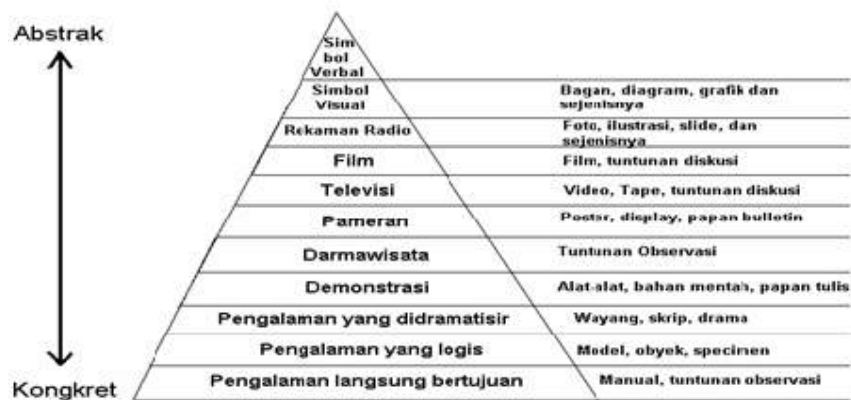 Abstrak
Sim
bol
Verbal
Simbol
Visual
Bagan, diagram, grafik dan
sejenisnya
Rekaman Radio
Foto, ilustrasi, slide, dan
sejenisnya
Film
Film, tuntunan diskusi
Televisi
Video, Tape, tuntunan diskusi
Pameran
Poster, display, papan bulletin
Darmawisata
Tuntunan Observasi
Demonstrasi
Alat-alat, bahan mentah, papan tulis
Pengalaman yang didramatisir
Wayang, skrip, drama
Pengalaman yang logis
Model, obyek, specimen
Kongkret
Pengalaman langsung bertujuan
Manual, tuntunan observasi